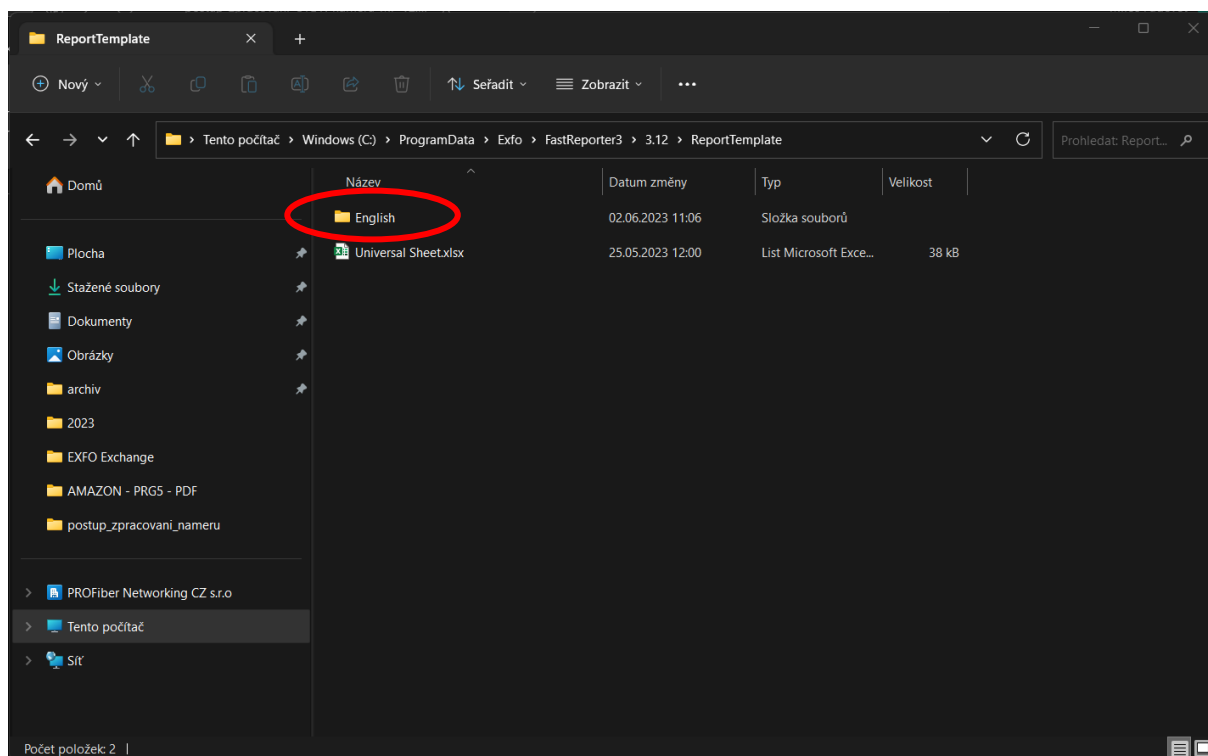 ReportTemplate
Nový
Seřadit
Zobrazit
Tento počítač > Windows (C:) > ProgramData > Exfo > FastReporter3 > 3.12 > ReportTemplate
Prohledat: Report...
Domů
Plocha
Stažené soubory
Dokumenty
Obrázky
archiv
2023
EXFO Exchange
AMAZON - PRG5 - PDF
postup_zpracovani_nameru
PROFiber Networking CZ s.r.o
Tento počítač
Síť
Název Datum změny Typ Velikost
English 02.06.2023 11:06 Složka souborů
Universal Sheet.xlsx 25.05.2023 12:00 List Microsoft Exce... 38 kB
Počet položek: 2